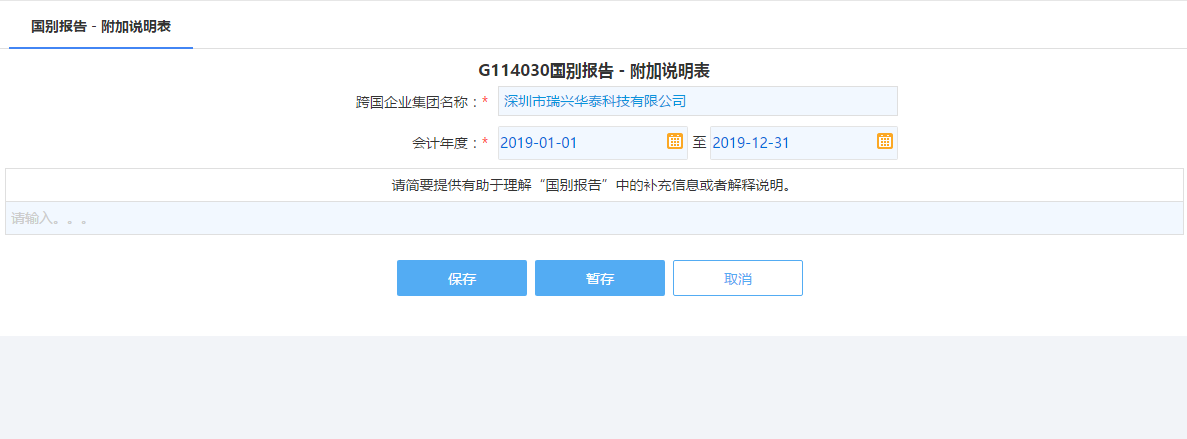 国别报告 - 附加说明表
G114030国别报告 - 附加说明表
跨国企业集团名称：* 深圳市瑞兴华泰科技有限公司
会计年度：* 2019-01-01 至 2019-12-31
请简要提供有助于理解“国别报告”中的补充信息或者解释说明。
请输入。。。
保存 暂存 取消